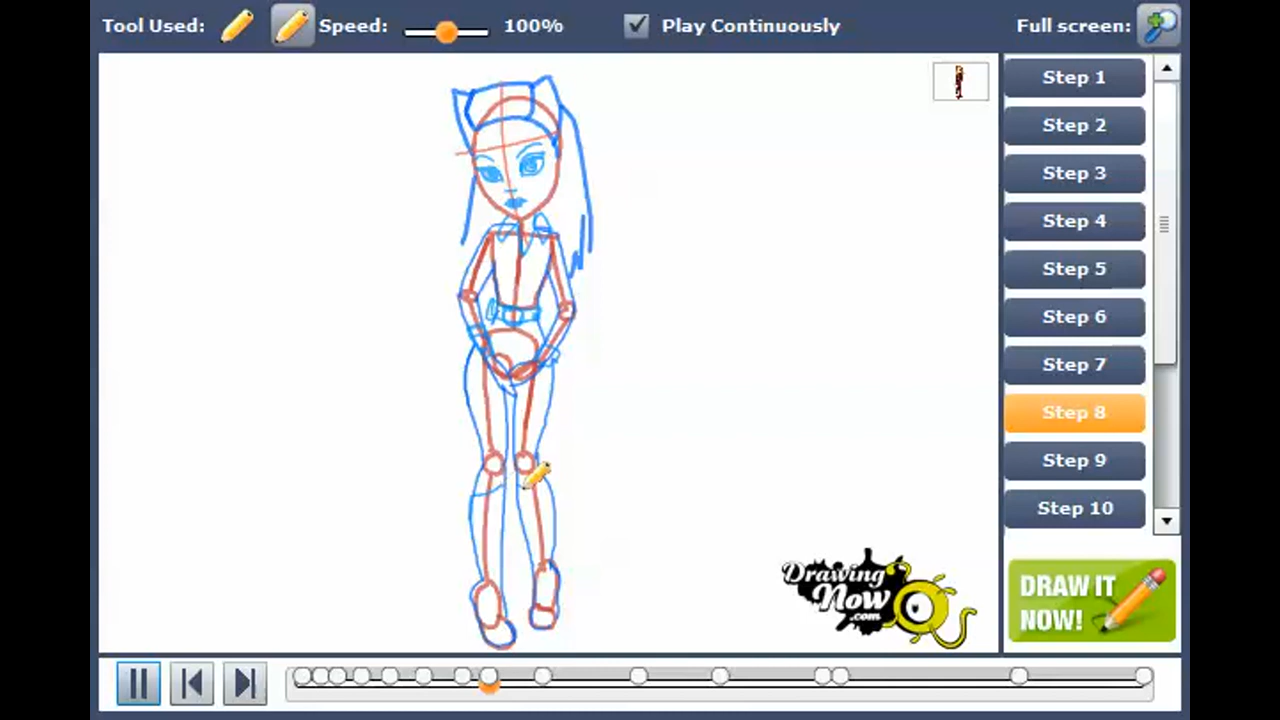 Tool Used:
Speed:
100%
Play Continuously
Full screen:
Step 1
Step 2
Step 3
Step 4
Step 5
Step 6
Step 7
Step 8
Step 9
Step 10
Drawing
Now
.com
DRAW IT
NOW!